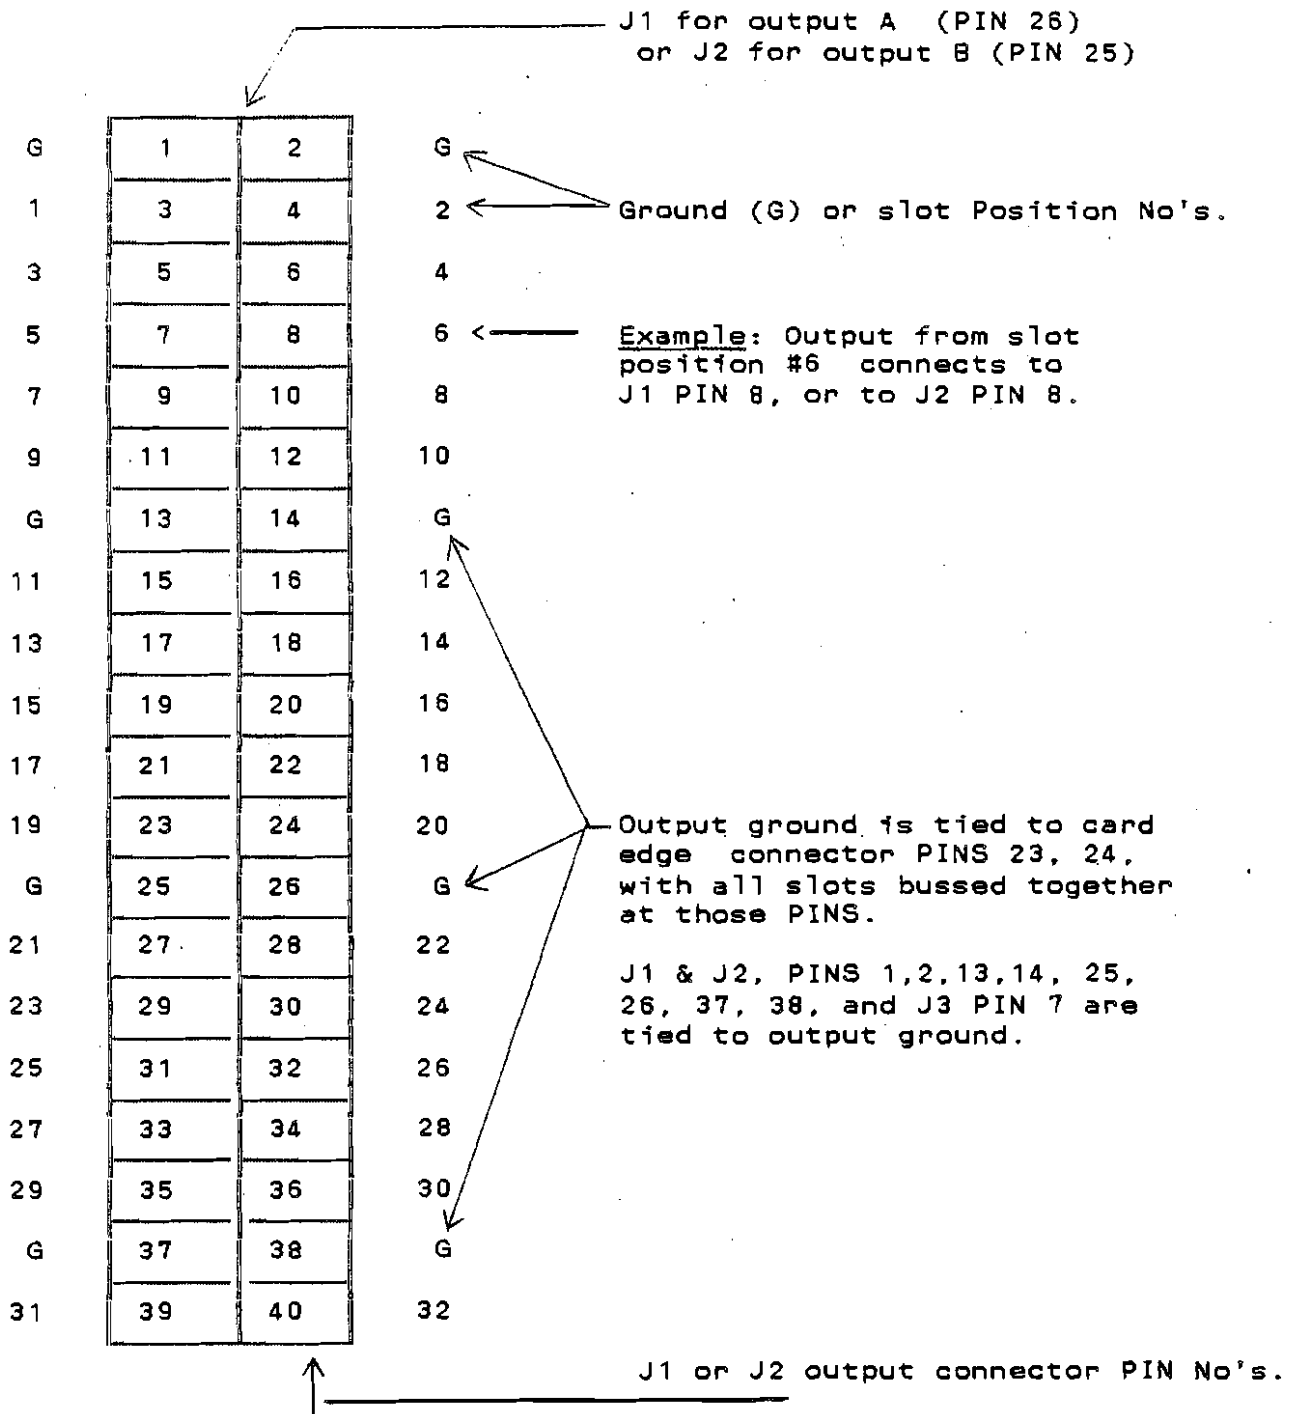 J1 for output A (PIN 26)
or J2 for output B (PIN 25)
G 1 2 G
1 3 4 2
Ground (G) or slot Position No's.
3 5 6 4
5 7 8 6
Example: Output from slot
position #6 connects to
J1 PIN 8, or to J2 PIN 8.
7 9 10 8
9 11 12 10
G 13 14 G
11 15 16 12
13 17 18 14
15 19 20 16
17 21 22 18
19 23 24 20
Output ground is tied to card
edge connector PINS 23, 24,
with all slots bussed together
at those PINS.
G 25 26 G
21 27 28 22
J1 & J2, PINS 1,2,13,14, 25,
26, 37, 38, and J3 PIN 7 are
tied to output ground.
23 29 30 24
25 31 32 26
27 33 34 28
29 35 36 30
G 37 38 G
31 39 40 32
J1 or J2 output connector PIN No's.